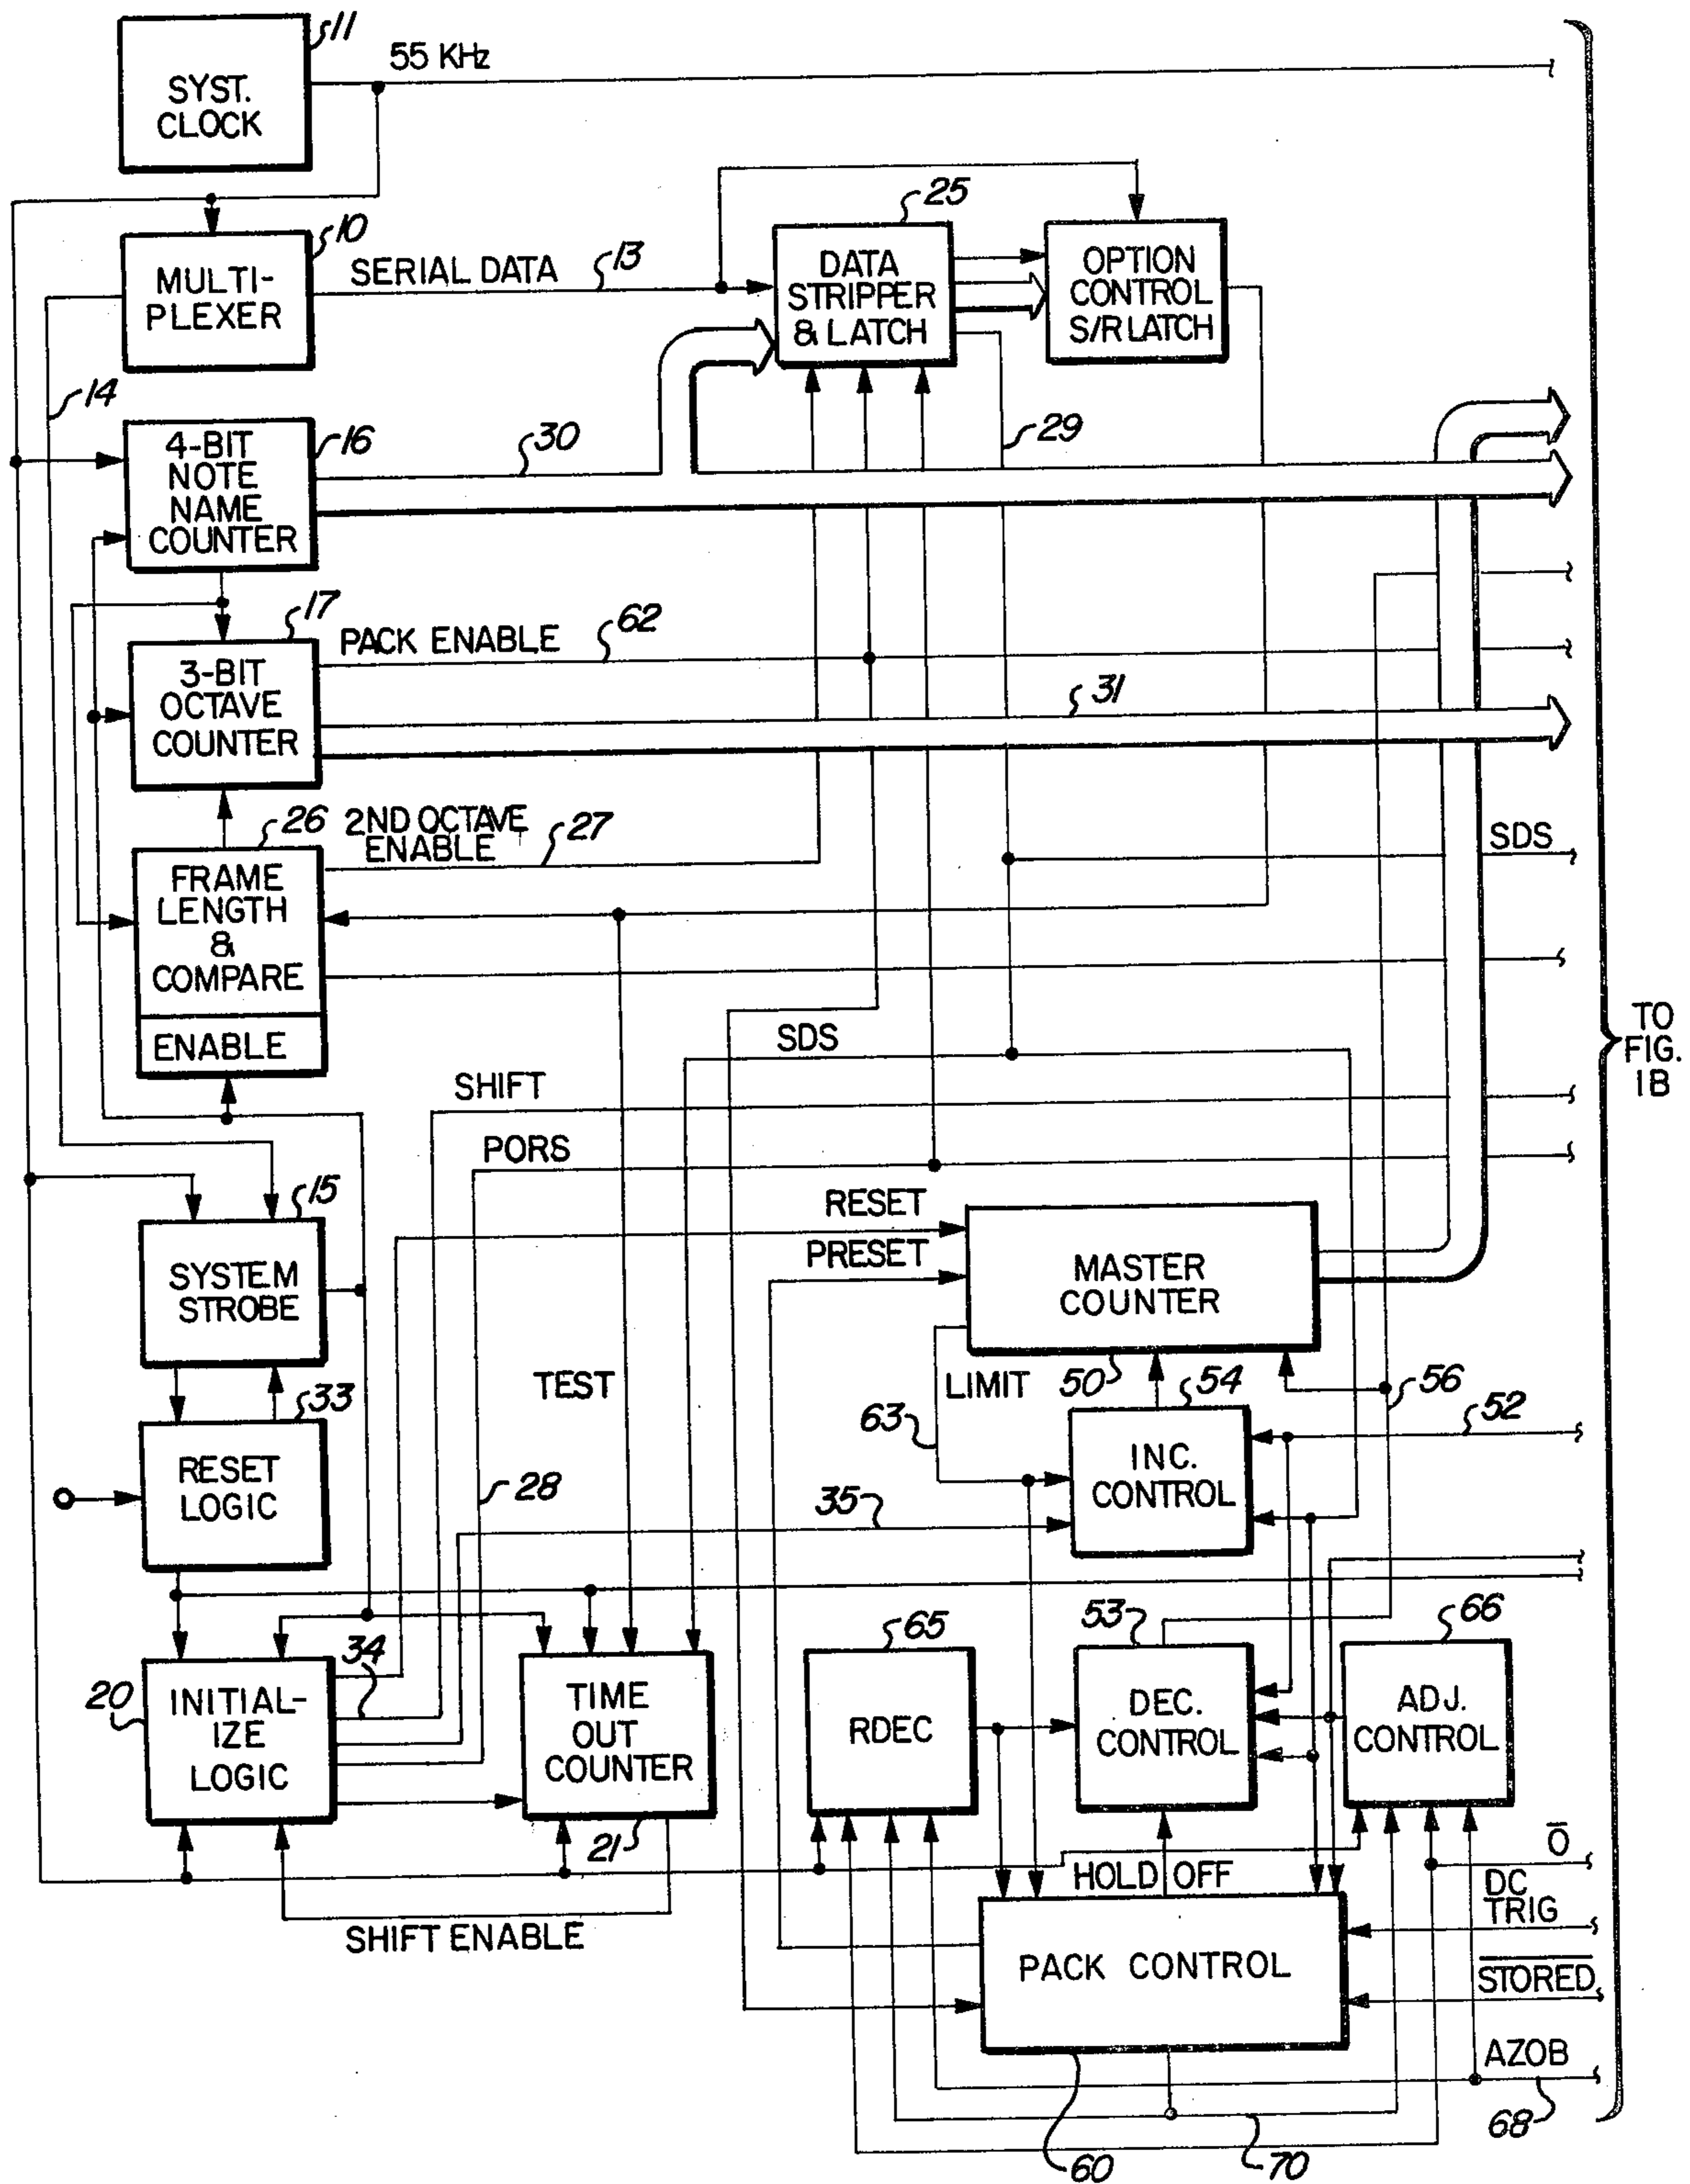 11
55 KHz
SYST.
CLOCK
10
MULTI-
PLEXER
SERIAL DATA
13
25
DATA
STRIPPER
& LATCH
OPTION
CONTROL
S/R LATCH
14
4-BIT
NOTE
NAME
COUNTER
16
30
29
17
PACK ENABLE
62
3-BIT
OCTAVE
COUNTER
31
26
2ND OCTAVE
ENABLE
27
SDS
FRAME
LENGTH
&
COMPARE
ENABLE
SDS
TO
FIG.
1B
SHIFT
PORS
15
SYSTEM
STROBE
RESET
PRESET
MASTER
COUNTER
TEST
LIMIT
50
54
56
52
33
RESET
LOGIC
28
63
35
INC.
CONTROL
34
20
INITIAL-
IZE
LOGIC
TIME
OUT
COUNTER
21
65
RDEC
53
DEC.
CONTROL
66
ADJ.
CONTROL
O
SHIFT ENABLE
HOLD OFF
DC
TRIG
PACK CONTROL
STORED
AZOB
68
60
70